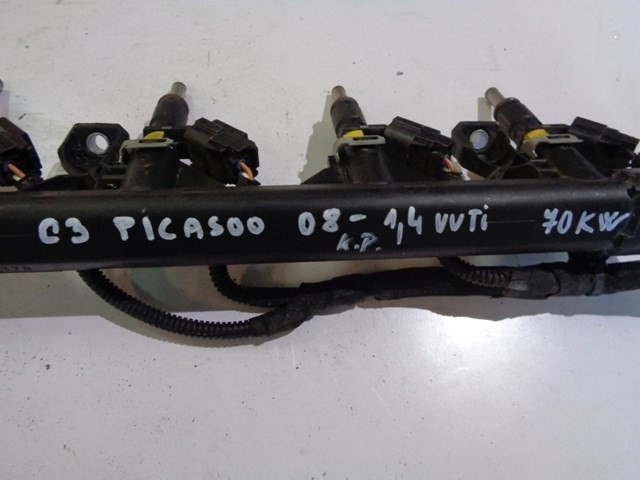 C3 PICASOO 08- 1,4 VVTi 70KW
K.P.